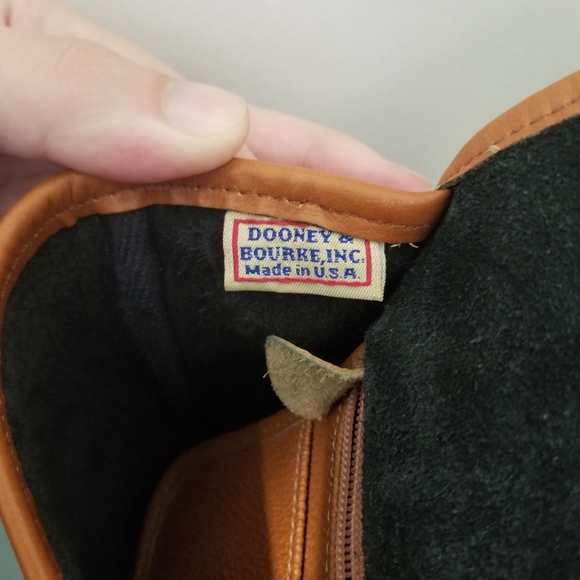 DOONEY &
BOURKE, INC.
Made in U.S.A.